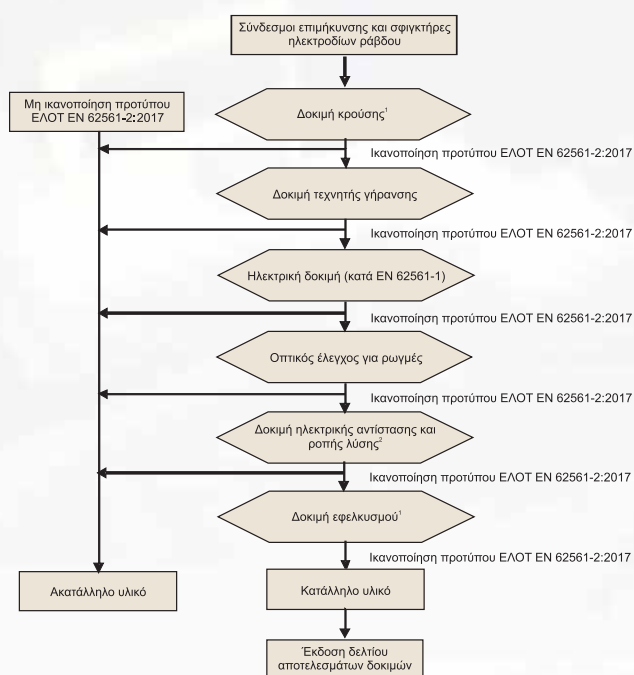 Σύνδεσμοι επιμήκυνσης και σφιγκτήρες
ηλεκτροδίων ράβδου
Μη ικανοποίηση προτύπου
ΕΛΟΤ ΕΝ 62561-2:2017
Δοκιμή κρούσης¹
Ικανοποίηση προτύπου ΕΛΟΤ ΕΝ 62561-2:2017
Δοκιμή τεχνητής γήρανσης
Ικανοποίηση προτύπου ΕΛΟΤ ΕΝ 62561-2:2017
Ηλεκτρική δοκιμή (κατά ΕΝ 62561-1)
Ικανοποίηση προτύπου ΕΛΟΤ ΕΝ 62561-2:2017
Οπτικός έλεγχος για ρωγμές
Ικανοποίηση προτύπου ΕΛΟΤ ΕΝ 62561-2:2017
Δοκιμή ηλεκτρικής αντίστασης και
ροπής λύσης²
Ικανοποίηση προτύπου ΕΛΟΤ ΕΝ 62561-2:2017
Δοκιμή εφελκυσμού¹
Ικανοποίηση προτύπου ΕΛΟΤ ΕΝ 62561-2:2017
Ακατάλληλο υλικό
Κατάλληλο υλικό
Έκδοση δελτίου
αποτελεσμάτων δοκιμών